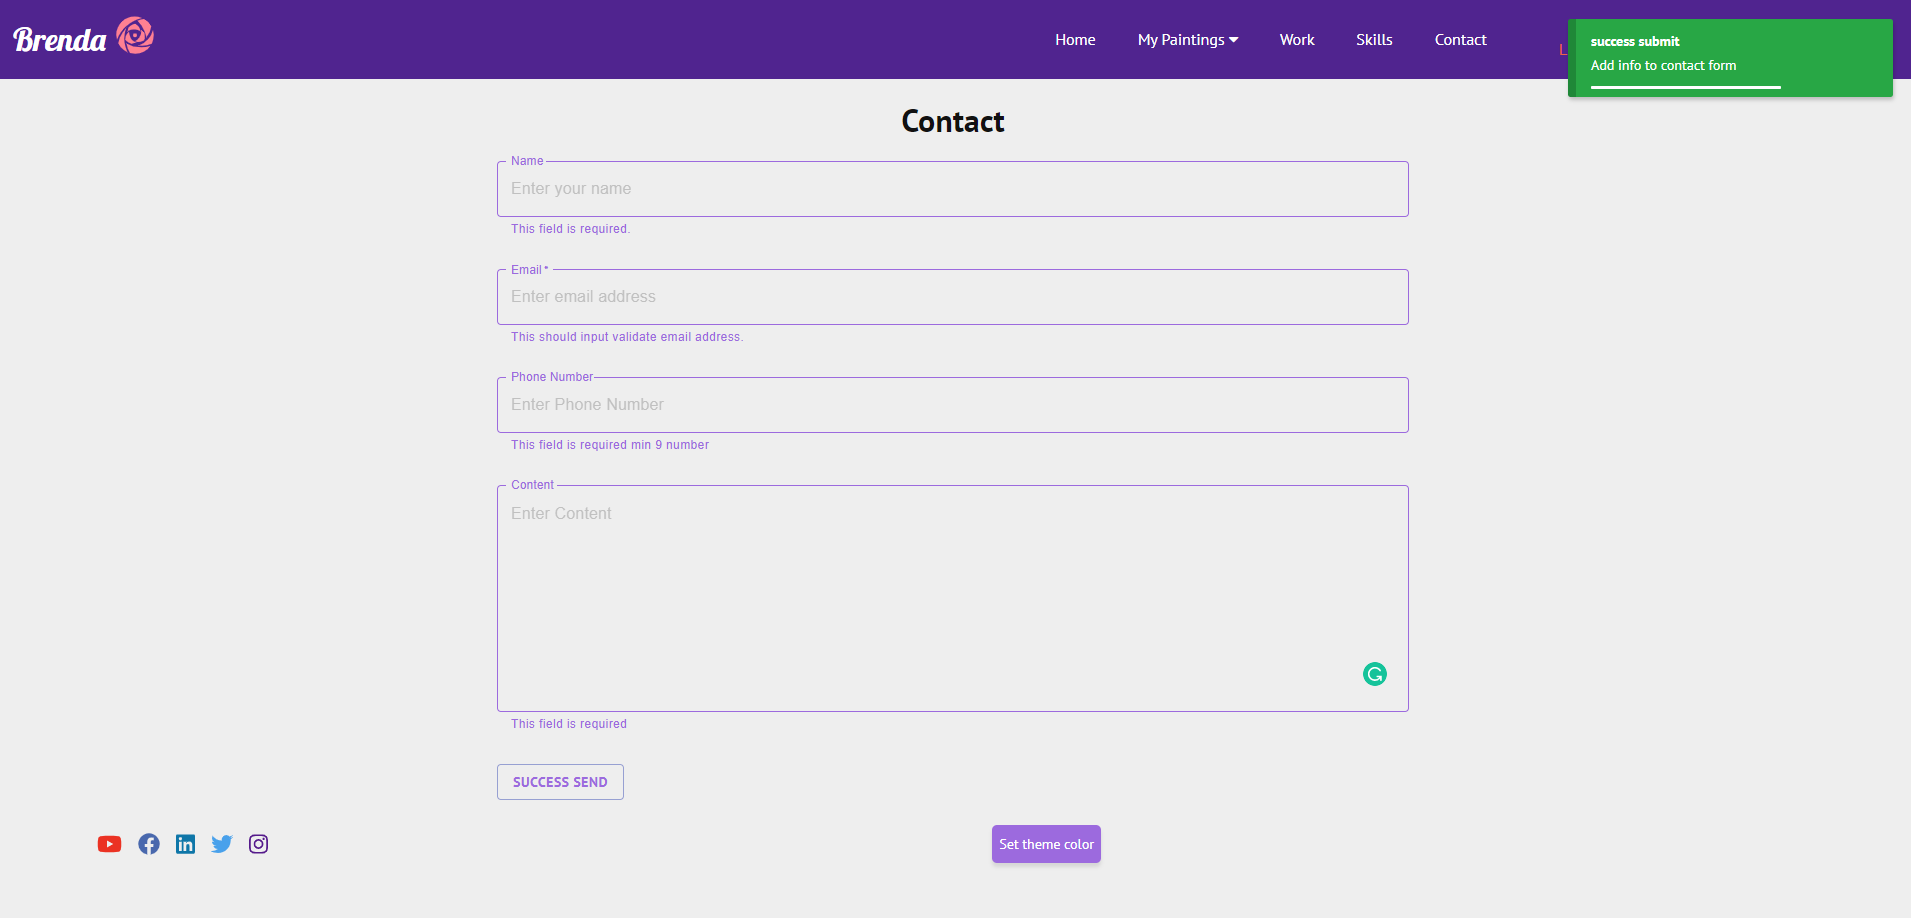 Brenda
Home My Paintings Work Skills Contact
success submit
Add info to contact form
Contact
Name
Enter your name
This field is required.
Email *
Enter email address
This should input validate email address.
Phone Number
Enter Phone Number
This field is required min 9 number
Content
Enter Content
This field is required
SUCCESS SEND
Set theme color